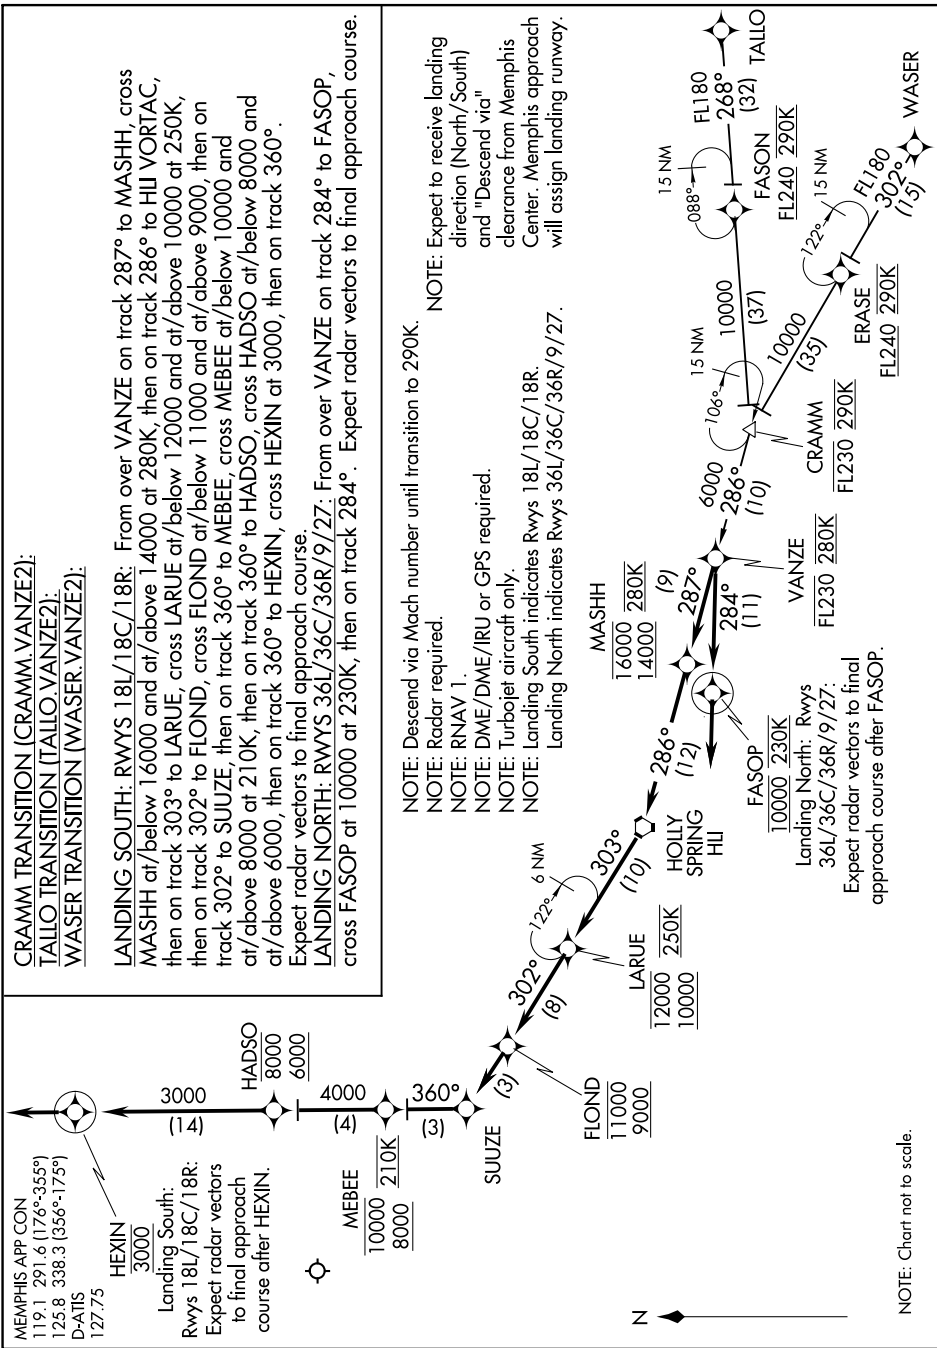 CRAMM TRANSITION (CRAMM.VANZE2):
TALLO TRANSITION (TALLO.VANZE2):
WASER TRANSITION (WASER.VANZE2):
LANDING SOUTH: RWYS 18L/18C/18R: From over VANZE on track 287° to MASHH, cross
MASHH at/below 16000 and at/above 14000 at 280K, then on track 286° to HLI VORTAC,
then on track 303° to LARUE, cross LARUE at/below 12000 and at/above 10000 at 250K,
then on track 302° to FLOND, cross FLOND at/below 11000 and at/above 9000, then on
track 302° to SUUZE, then on track 360° to MEBEE, cross MEBEE at/below 10000 and
at/above 8000 at 210K, then on track 360° to HADSO, cross HADSO at/below 8000 and
at/above 6000, then on track 360° to HEXIN, cross HEXIN at 3000, then on track 360°.
Expect radar vectors to final approach course.
LANDING NORTH: RWYS 36L/36C/36R/9/27: From over VANZE on track 284° to FASOP,
cross FASOP at 10000 at 230K, then on track 284°. Expect radar vectors to final approach course.
NOTE: Descend via Mach number until transition to 290K.
NOTE: Radar required.
NOTE: RNAV 1.
NOTE: DME/DME/IRU or GPS required.
NOTE: Turbojet aircraft only.
NOTE: Landing South indicates Rwys 18L/18C/18R.
Landing North indicates Rwys 36L/36C/36R/9/27.
NOTE: Expect to receive landing
direction (North/South)
and "Descend via"
clearance from Memphis
Center. Memphis approach
will assign landing runway.
MEMPHIS APP CON
119.1 291.6 (176°-355°)
125.8 338.3 (356°-175°)
D-ATIS
127.75
HEXIN
3000
Landing South:
Rwys 18L/18C/18R:
Expect radar vectors
to final approach
course after HEXIN.
3000
(14)
HADSO
8000
6000
4000
(4)
MEBEE
10000 210K
8000
360°
(3)
SUUZE
(3)
FLOND
11000
9000
302°
(8)
122°
6 NM
LARUE
12000 250K
10000
303°
(10)
HOLLY
SPRING
HLI
286°
(12)
MASHH
16000 280K
14000
(9)
287°
284°
(11)
FASOP
10000 230K
Landing North: Rwys
36L/36C/36R/9/27:
Expect radar vectors to final
approach course after FASOP.
VANZE
FL230 280K
6000
286°
(10)
106°
15 NM
CRAMM
FL230 290K
10000
(37)
10000
(35)
088°
15 NM
FASON
FL240 290K
FL180
268°
(32)
TALLO
122°
15 NM
ERASE
FL240 290K
FL180
302°
(15)
WASER
N
NOTE: Chart not to scale.